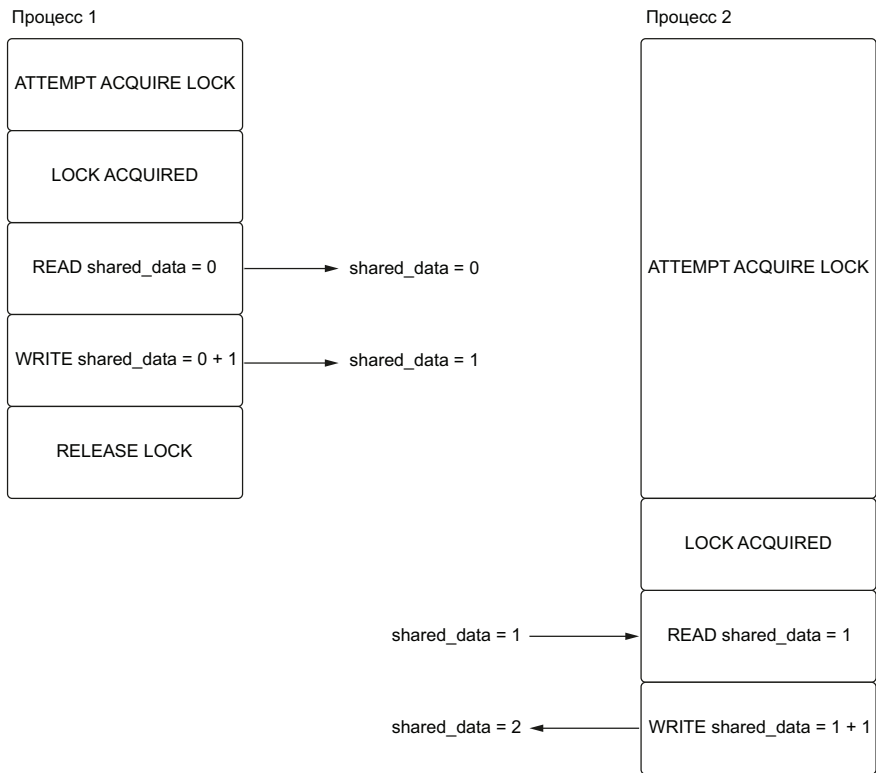 Процесс 1
ATTEMPT ACQUIRE LOCK
LOCK ACQUIRED
READ shared_data = 0
shared_data = 0
WRITE shared_data = 0 + 1
shared_data = 1
RELEASE LOCK
Процесс 2
ATTEMPT ACQUIRE LOCK
LOCK ACQUIRED
shared_data = 1
READ shared_data = 1
shared_data = 2
WRITE shared_data = 1 + 1